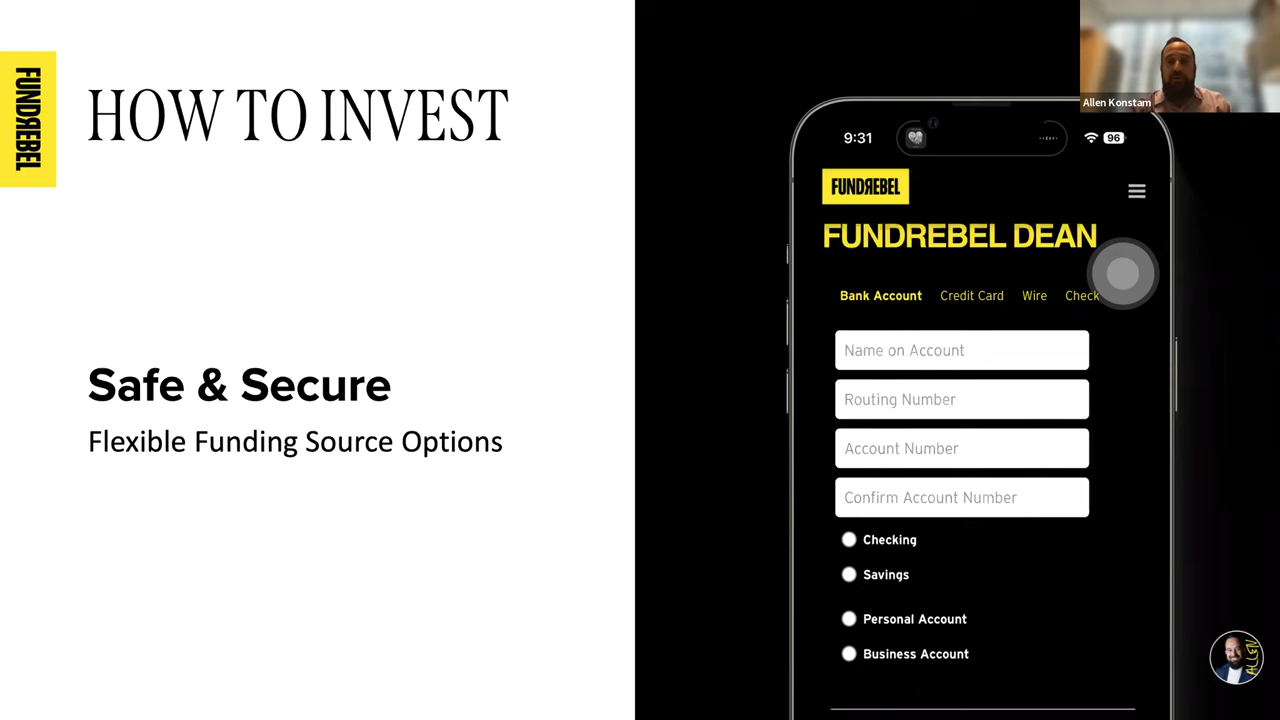 FUNDREBEL
HOW TO INVEST
Safe & Secure
Flexible Funding Source Options
Allen Konstam
9:31
96
FUNDREBEL
FUNDREBEL DEAN
Bank Account Credit Card Wire Check
Name on Account
Routing Number
Account Number
Confirm Account Number
Checking
Savings
Personal Account
Business Account
ALLEN